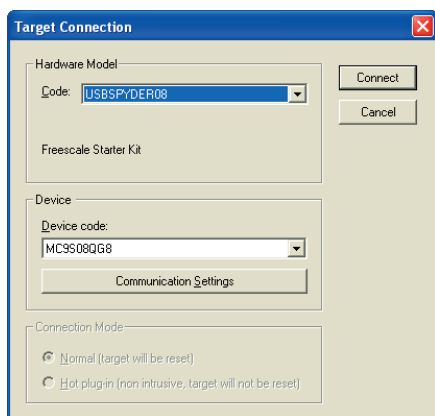 Target Connection
Hardware Model
Code: USBSPYDER08
Connect
Cancel
Freescale Starter Kit
Device
Device code:
MC9S08QG8
Communication Settings
Connection Mode
Normal (target will be reset)
Hot plug-in (non intrusive, target will not be reset)